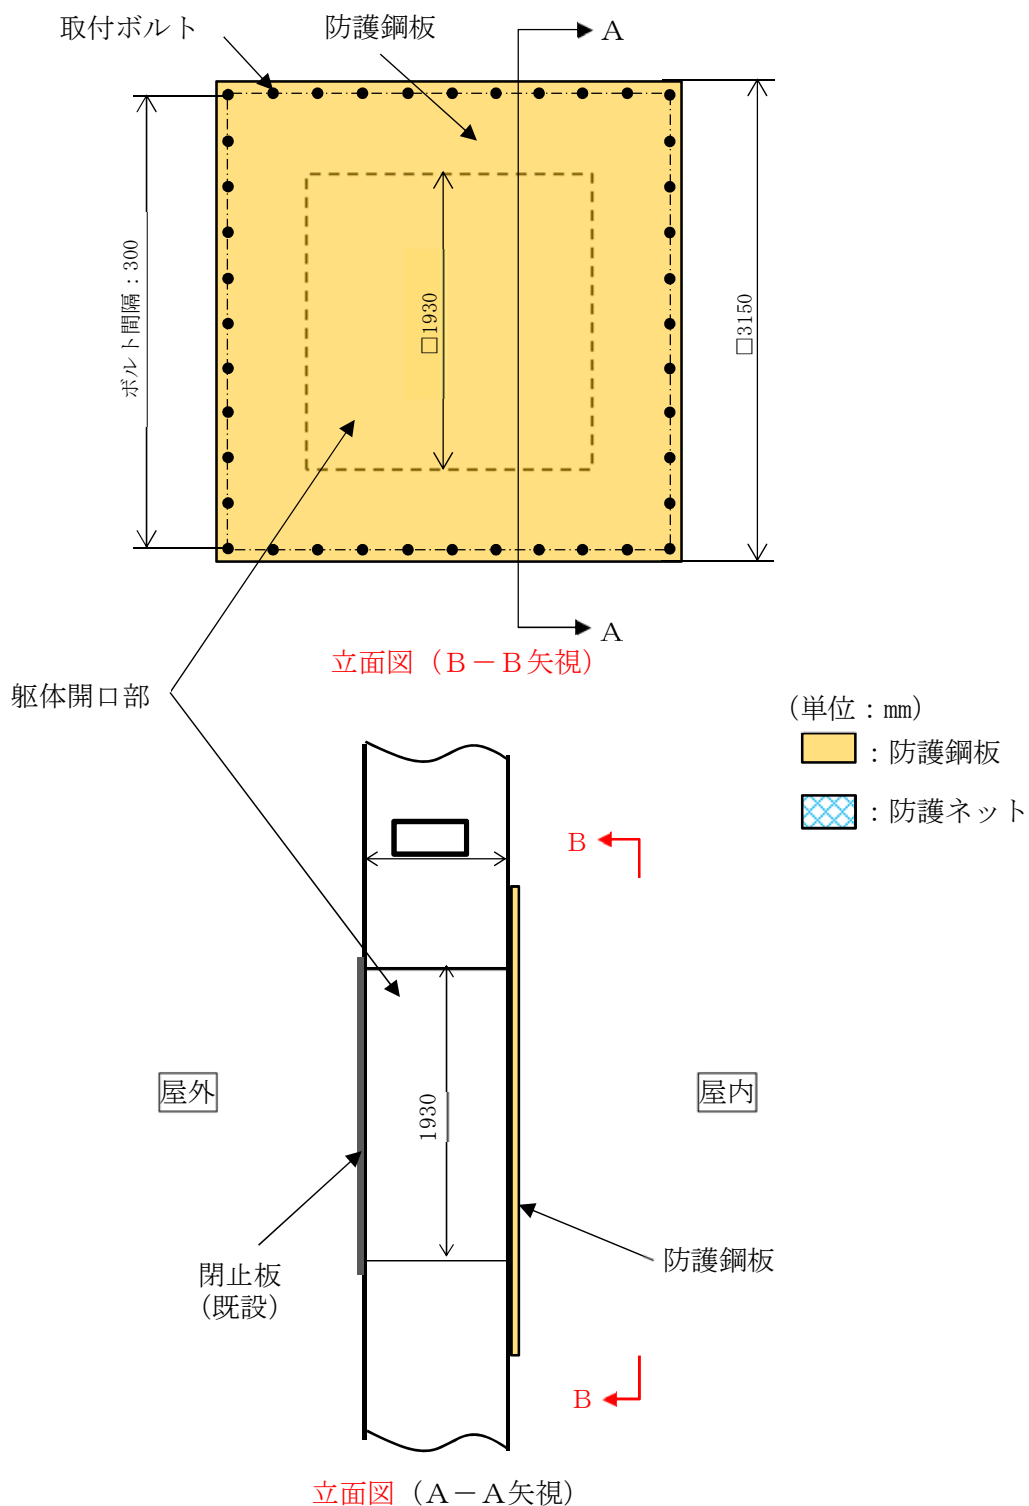 取付ボルト
防護鋼板
A
ボルト間隔：300
□1930
□3150
A
立面図（B－B矢視）
躯体開口部
（単位：㎜）
：防護鋼板
：防護ネット
B
屋外
屋内
1930
閉止板
（既設）
防護鋼板
B
立面図（A－A矢視）